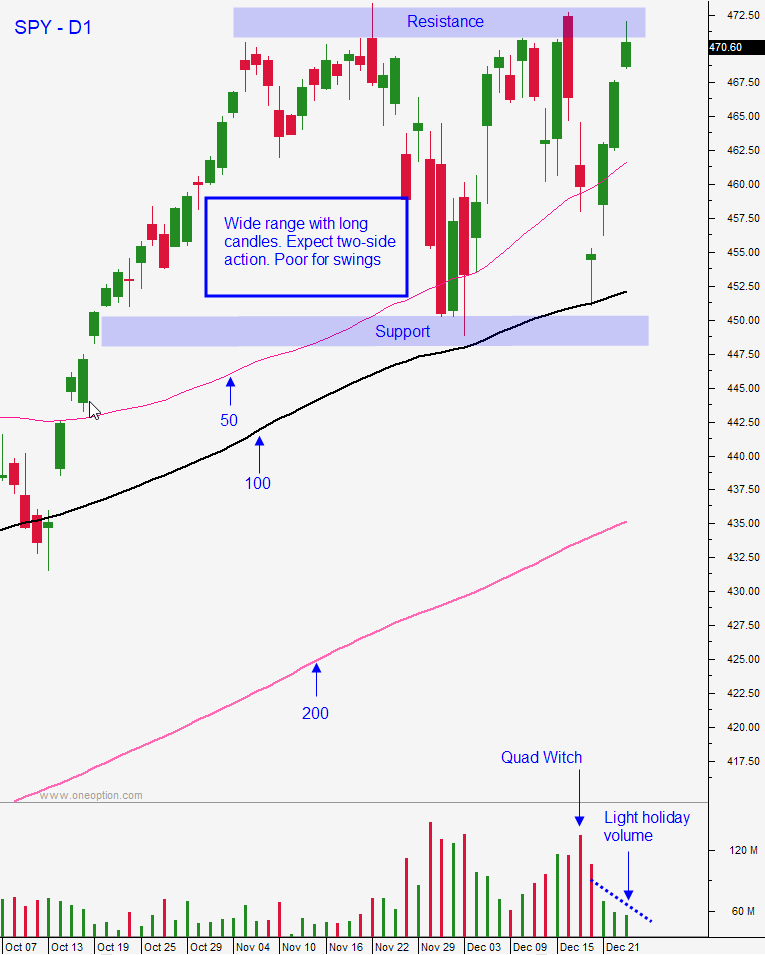 SPY - D1
Resistance
472.50
470.60
467.50
465.00
462.50
460.00
457.50
455.00
452.50
450.00
447.50
445.00
442.50
440.00
437.50
435.00
432.50
430.00
427.50
425.00
422.50
420.00
417.50
Wide range with long
candles. Expect two-side
action. Poor for swings
Support
50
100
200
Quad Witch
www.oneoption.com
Light holiday
volume
120 M
60 M
Oct 07
Oct 13
Oct 19
Oct 25
Oct 29
Nov 04
Nov 10
Nov 16
Nov 22
Nov 29
Dec 03
Dec 09
Dec 15
Dec 21